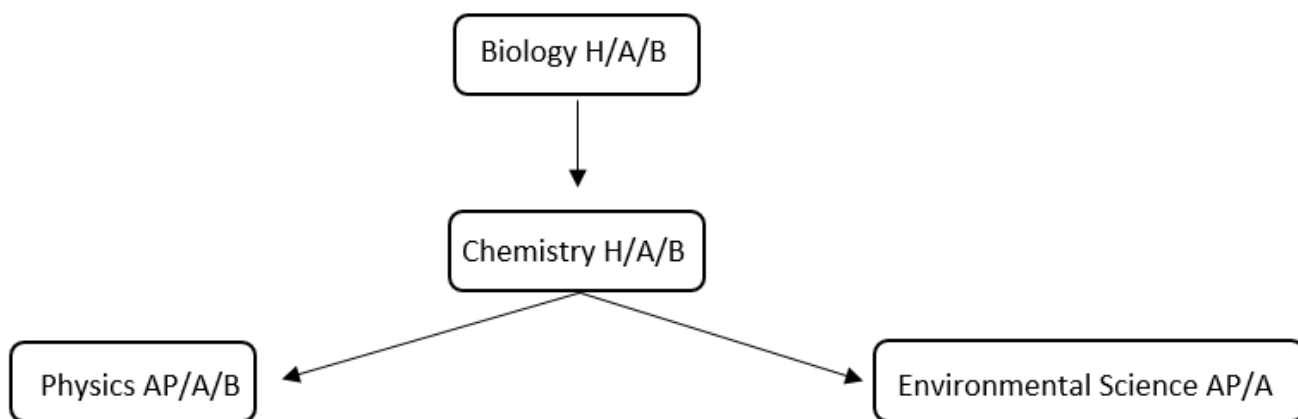 Biology H/A/B
Chemistry H/A/B
Physics AP/A/B
Environmental Science AP/A